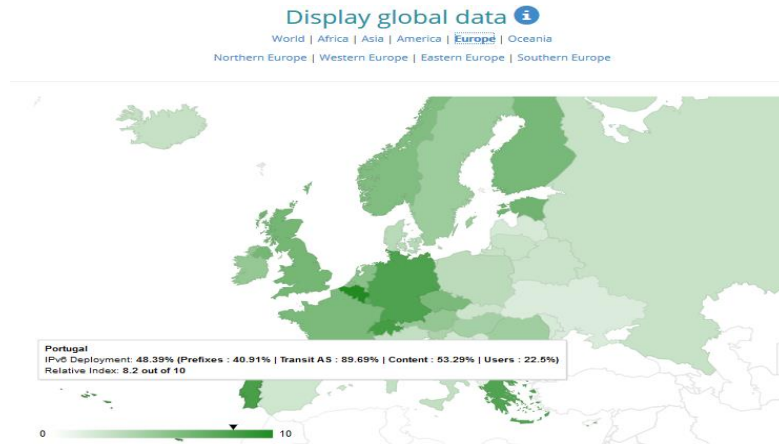 Display global data i
World | Africa | Asia | America | Europe | Oceania
Northern Europe | Western Europe | Eastern Europe | Southern Europe
Portugal
IPv6 Deployment: 48.39% (Prefixes : 40.91% | Transit AS : 89.69% | Content : 53.29% | Users : 22.5%)
Relative Index: 8.2 out of 10
0 10